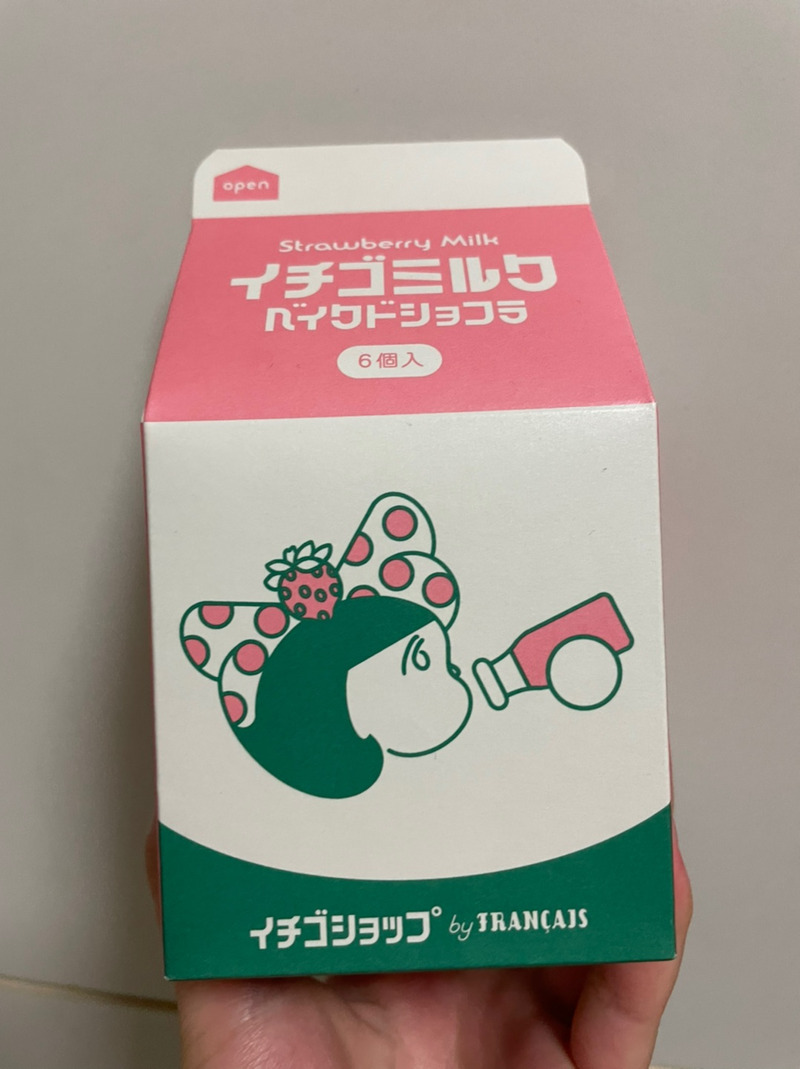 open
Strawberry Milk
イチゴミルク
ベイクドショコラ
6個入
イチゴショップ by FRANÇAIS